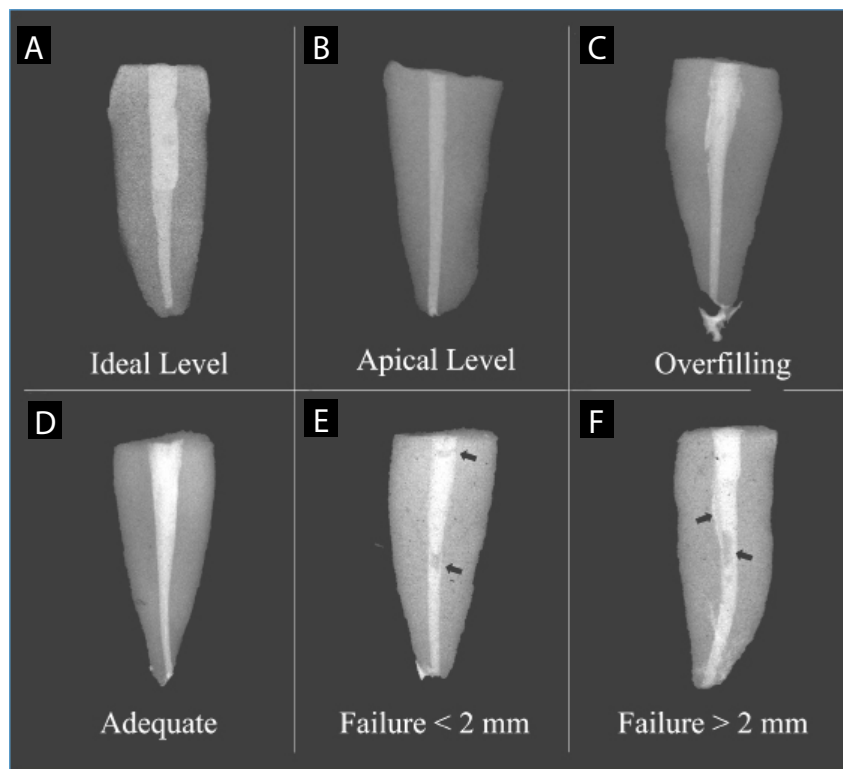 A
B
C
Ideal Level
Apical Level
Overfilling
D
E
F
Adequate
Failure < 2 mm
Failure > 2 mm